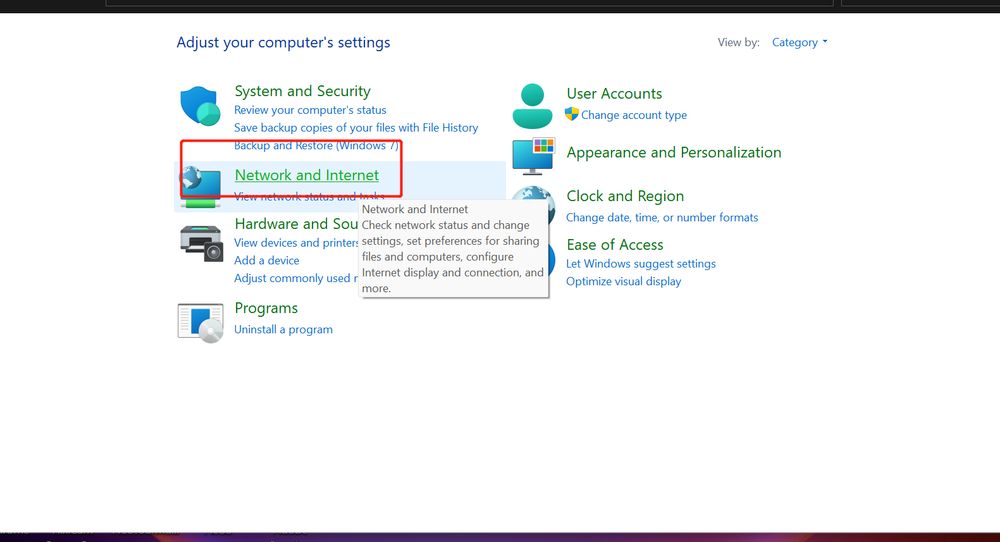 Adjust your computer's settings
View by: Category
System and Security
Review your computer's status
Save backup copies of your files with File History
Backup and Restore (Windows 7)
Network and Internet
View network status and tasks
Hardware and Sou
View devices and printers
Add a device
Adjust commonly used
Programs
Uninstall a program
Network and Internet
Check network status and change
settings, set preferences for sharing
files and computers, configure
Internet display and connection, and
more.
User Accounts
Change account type
Appearance and Personalization
Clock and Region
Change date, time, or number formats
Ease of Access
Let Windows suggest settings
Optimize visual display